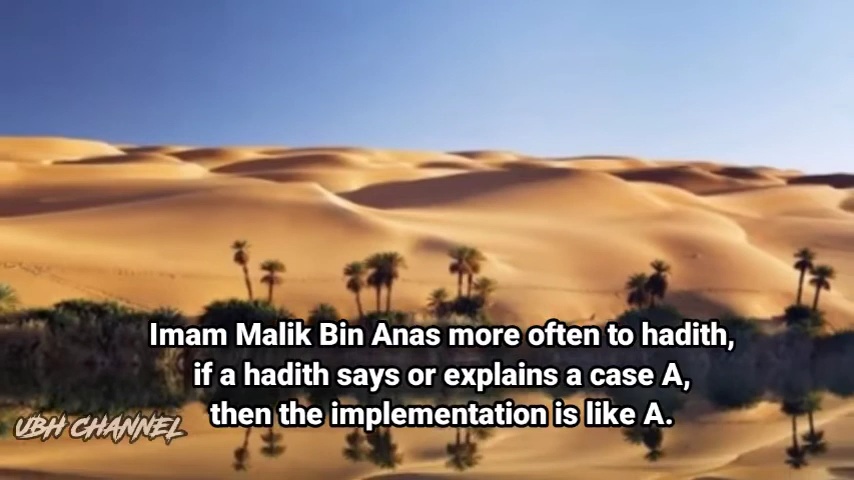 Imam Malik Bin Anas more often to hadith,
if a hadith says or explains a case A,
then the implementation is like A.
UBH CHANNEL